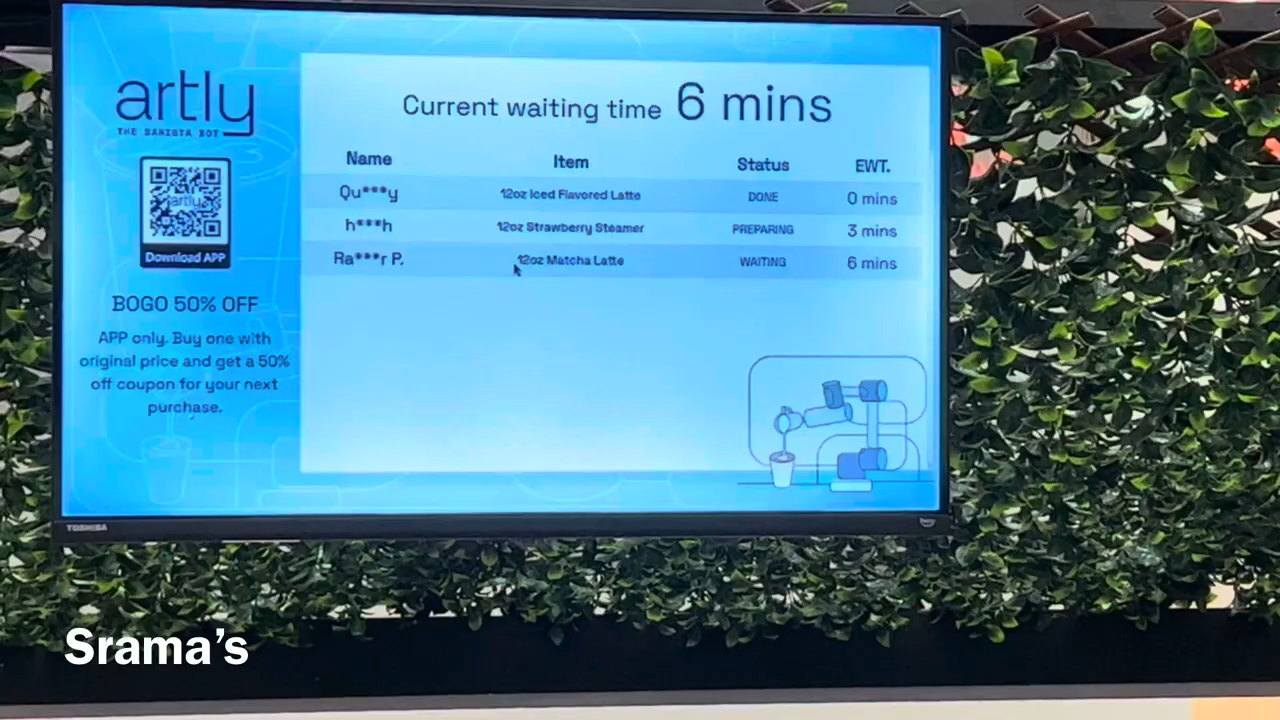 artly
THE BARISTA BOT
Download APP
BOGO 50% OFF
APP only. Buy one with
original price and get a 50%
off coupon for your next
purchase.
Current waiting time 6 mins
Name Item Status EWT.
Qu***y 12oz Iced Flavored Latte DONE 0 mins
h***h 12oz Strawberry Steamer PREPARING 3 mins
Ra***r P. 12oz Matcha Latte WAITING 6 mins
TOSHIBA
Srama’s